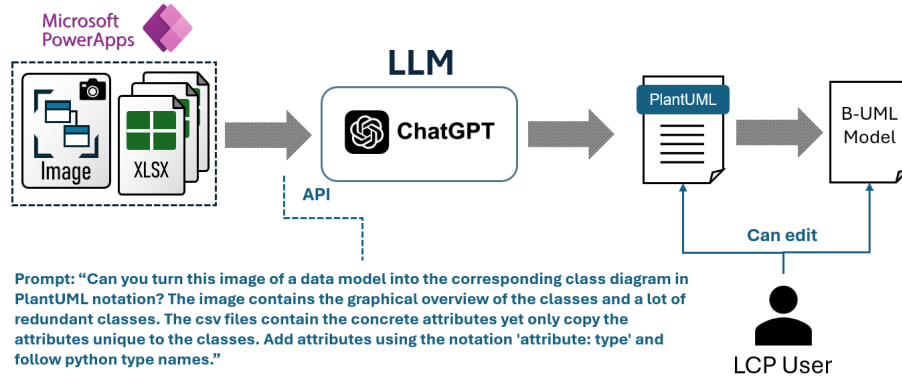 Microsoft
PowerApps
LLM
Image
XLSX
ChatGPT
PlantUML
B-UML
Model
API
Can edit
Prompt: “Can you turn this image of a data model into the corresponding class diagram in
PlantUML notation? The image contains the graphical overview of the classes and a lot of
redundant classes. The csv files contain the concrete attributes yet only copy the
attributes unique to the classes. Add attributes using the notation 'attribute: type' and
follow python type names.”
LCP User